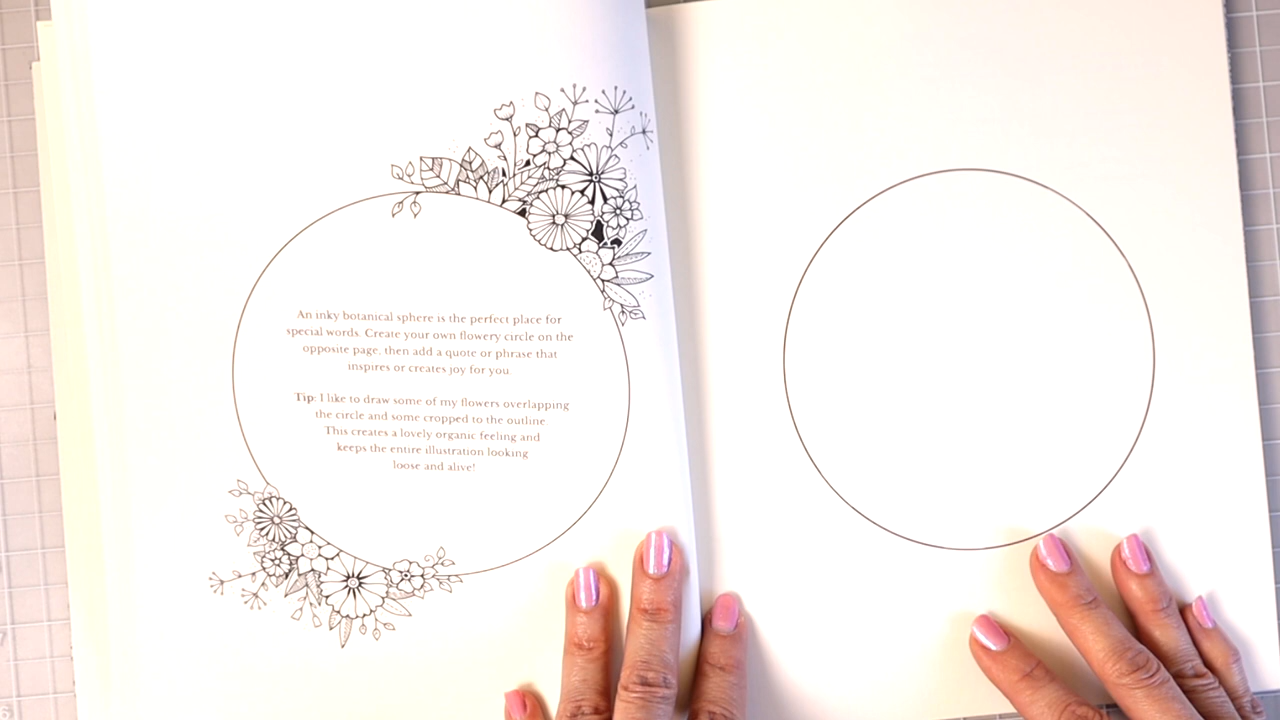 An inky botanical sphere is the perfect place for
special words. Create your own flowery circle on the
opposite page, then add a quote or phrase that
inspires or creates joy for you.
Tip: I like to draw some of my flowers overlapping
the circle and some cropped to the outline.
This creates a lovely organic feeling and
keeps the entire illustration looking
loose and alive!